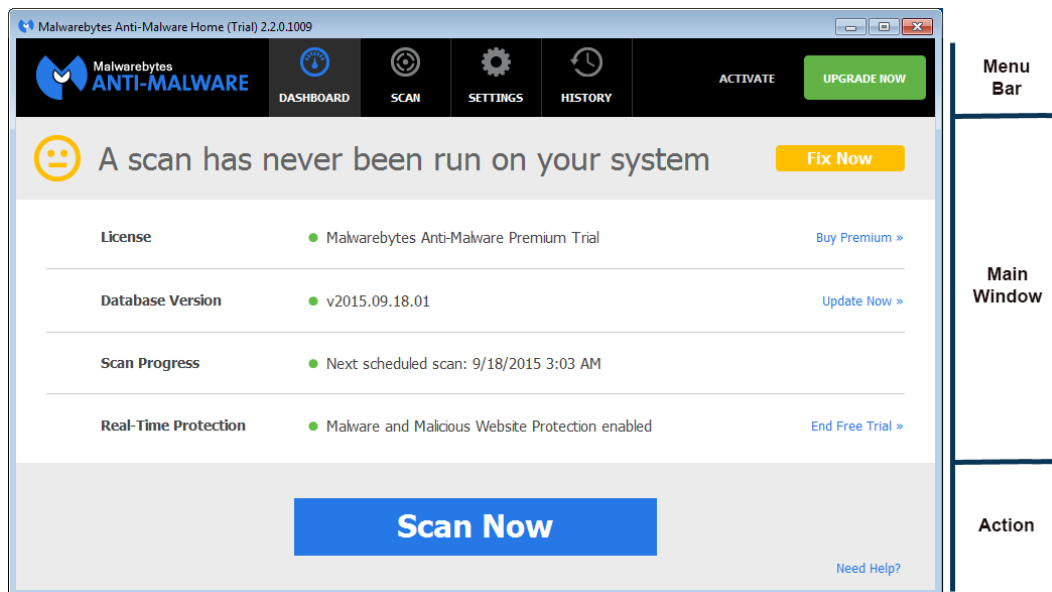 Malwarebytes Anti-Malware Home (Trial) 2.2.0.1009
Malwarebytes
ANTI-MALWARE
DASHBOARD
SCAN
SETTINGS
HISTORY
ACTIVATE
UPGRADE NOW
Menu
Bar
A scan has never been run on your system
Fix Now
License
Malwarebytes Anti-Malware Premium Trial
Buy Premium »
Database Version
v2015.09.18.01
Update Now »
Main
Window
Scan Progress
Next scheduled scan: 9/18/2015 3:03 AM
Real-Time Protection
Malware and Malicious Website Protection enabled
End Free Trial »
Scan Now
Action
Need Help?